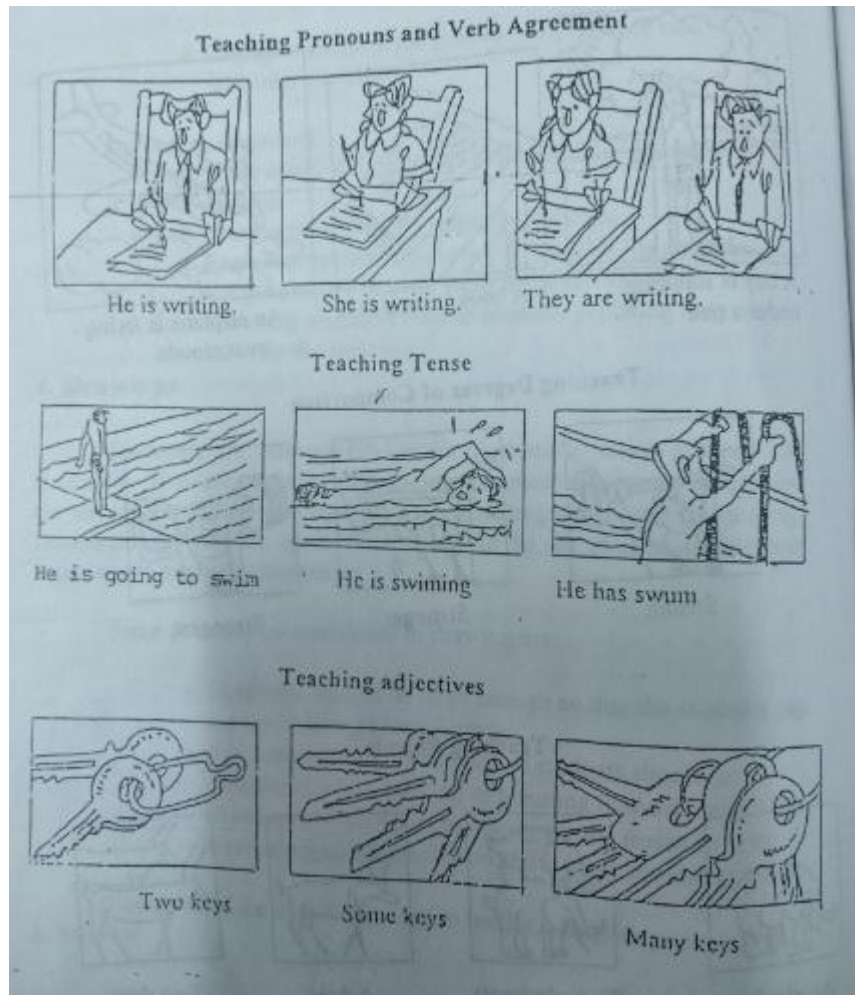 Teaching Pronouns and Verb Agreement
He is writing.
She is writing.
They are writing.
Teaching Tense
He is going to swim
He is swiming
He has swum
Teaching adjectives
Two keys
Some keys
Many keys